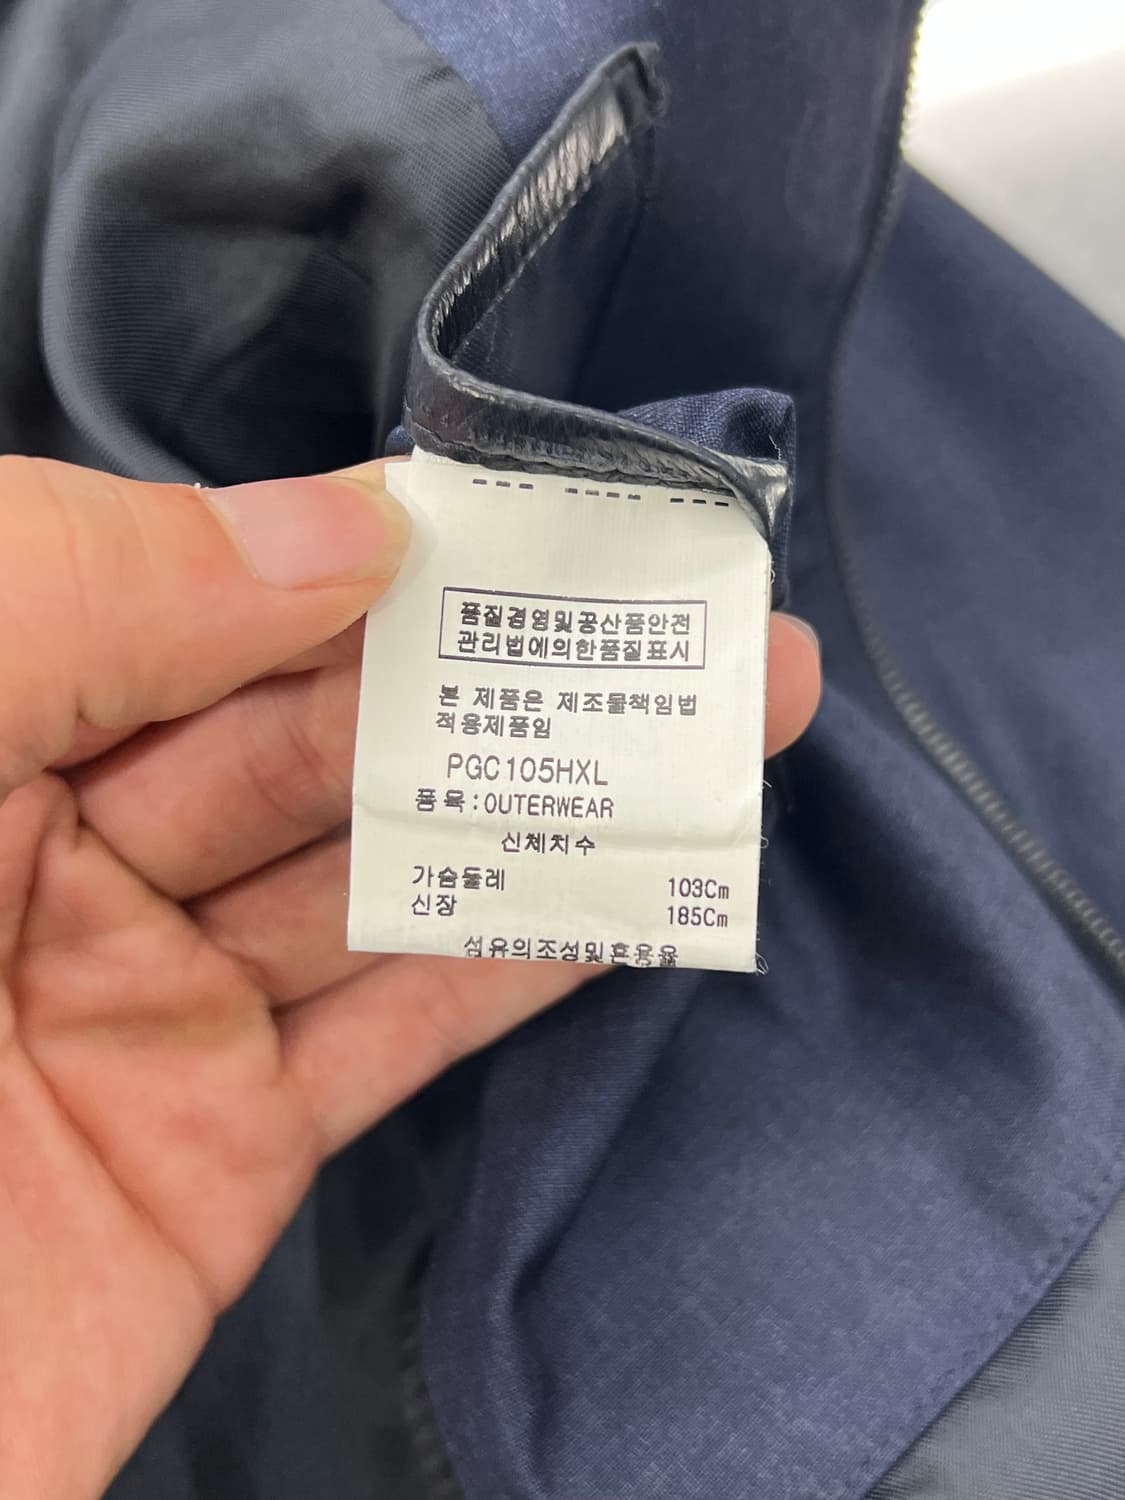 품질경영및공산품안전
관리법에의한품질표시
본 제품은 제조물책임법
적용제품임
PGC105HXL
품목:OUTERWEAR
신체치수
가슴둘레 103Cm
신장 185Cm
섬유의조성및혼용율